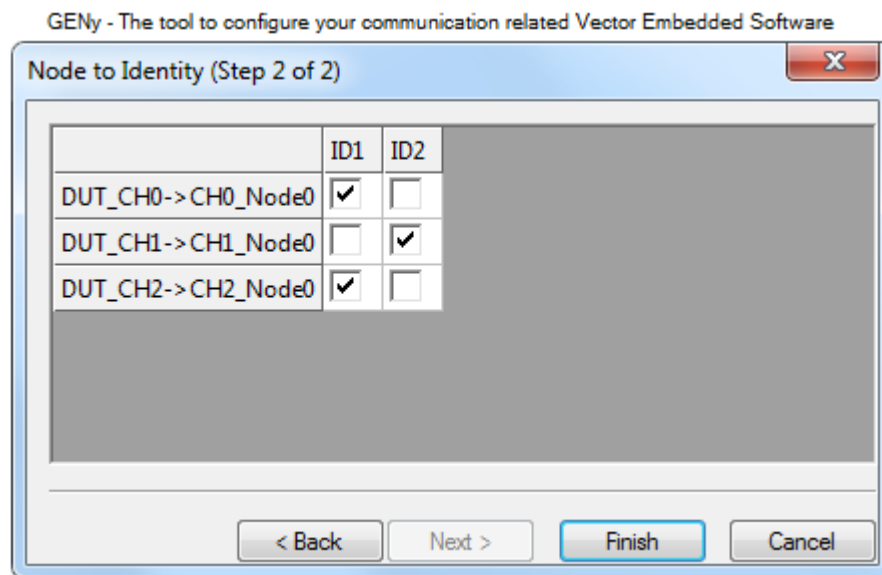 GENy - The tool to configure your communication related Vector Embedded Software
Node to Identity (Step 2 of 2)
ID1 ID2
DUT_CH0->CH0_Node0
DUT_CH1->CH1_Node0
DUT_CH2->CH2_Node0
< Back Next > Finish Cancel